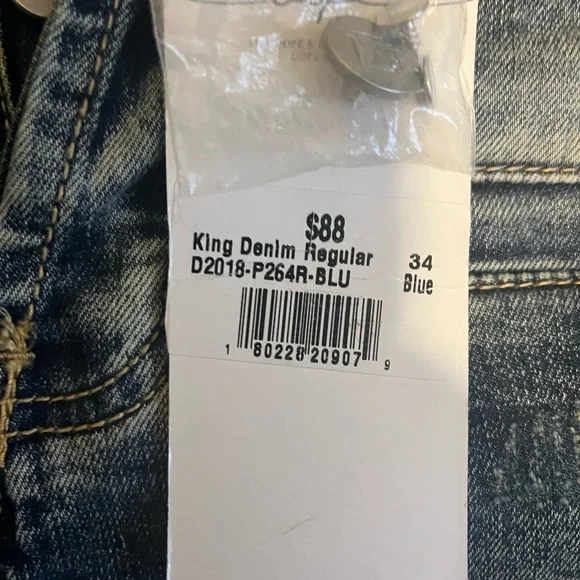 $88
King Denim Regular 34
D2018-P264R-BLU Blue
1 80228 20907 9